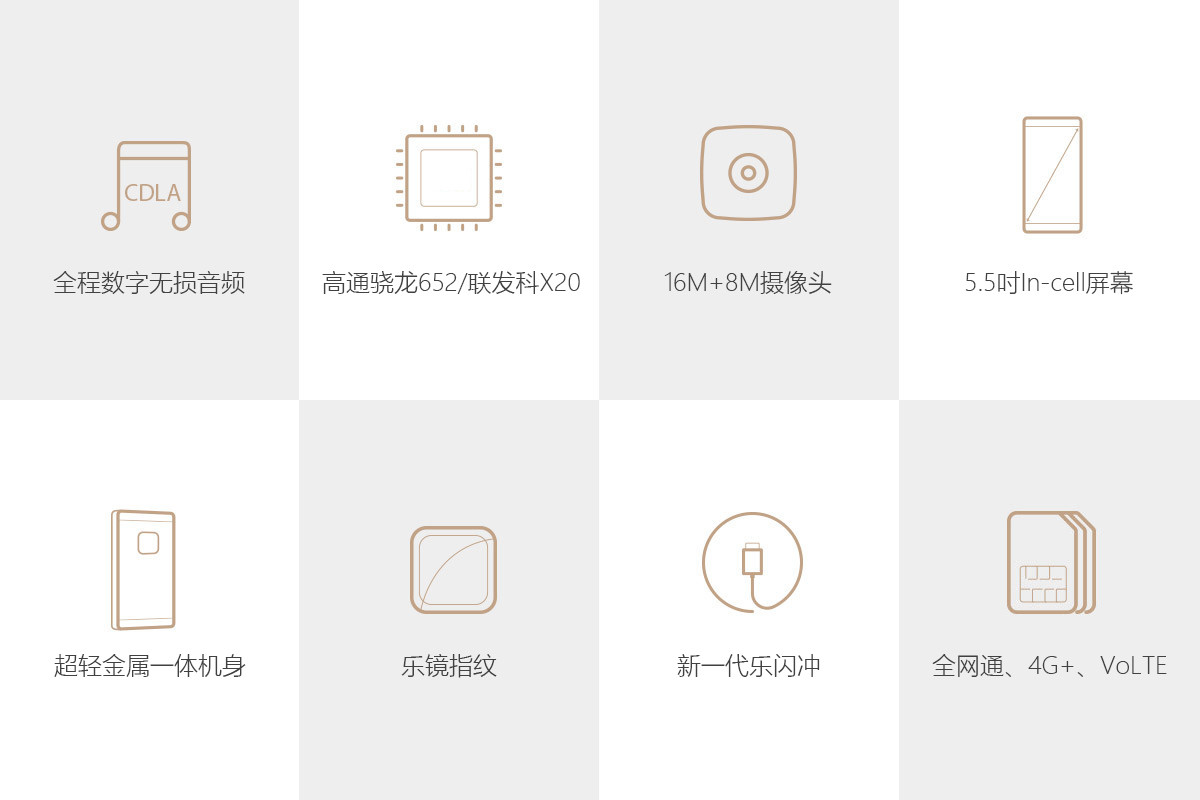 CDLA
全程数字无损音频
高通骁龙652/联发科X20
16M+8M摄像头
5.5吋In-cell屏幕
超轻金属一体机身
乐镜指纹
新一代乐闪冲
全网通、4G+、VoLTE